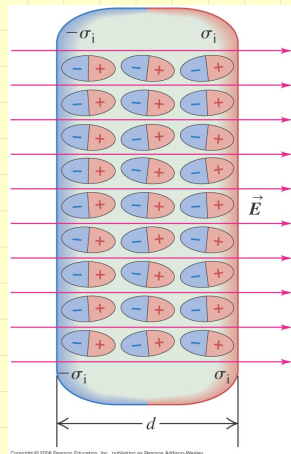 −σi σi
− + − + − +
− + − + − +
− + − + − +
− + − + − +
− + − + − +
− + − + − +
− + − + − +
− + − + − +
− + − + − +
E
−σi σi
d
Copyright © 2008 Pearson Education, Inc., publishing as Pearson Addison-Wesley